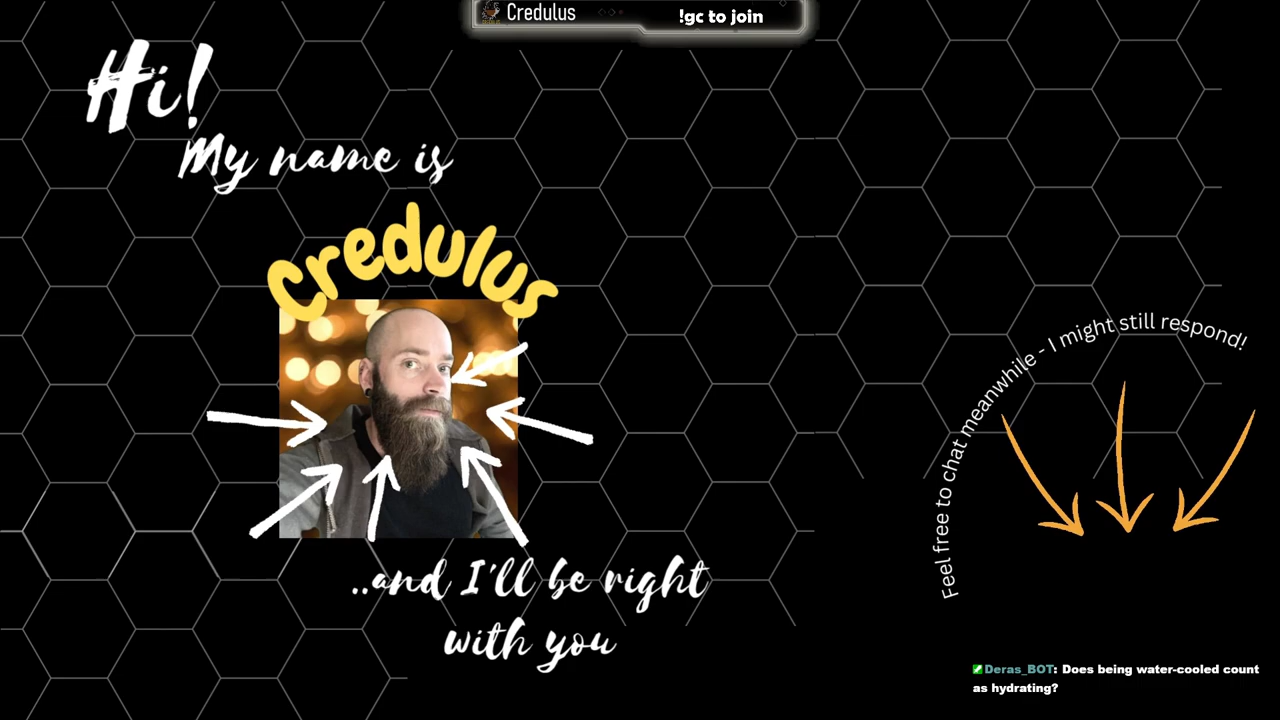 Credulus
!gc to join
Hi!
My name is
Credulus
..and I'll be right
with you
Feel free to chat meanwhile - I might still respond!
Deras_BOT: Does being water-cooled count
as hydrating?